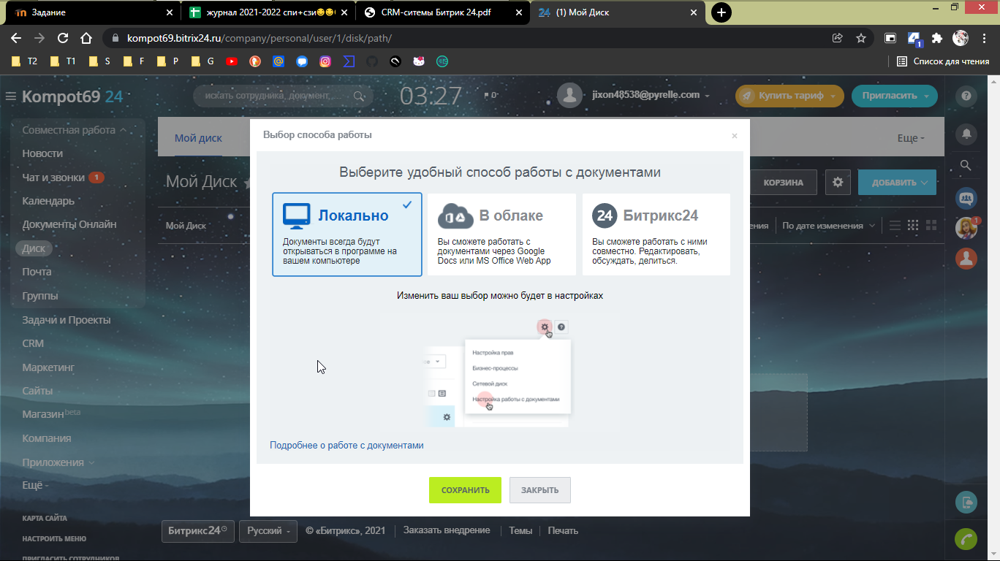 Задание
журнал 2021-2022 спи+сзи😎😎
CRM-ситемы Битрик 24.pdf
24 (1) Мой Диск
kompot69.bitrix24.ru/company/personal/user/1/disk/path/
T2
T1
S
F
P
G
1
Список для чтения
Kompot69 24
искать сотрудника, документ, ...
03:27
0
jixon48538@pyrelle.com
Купить тариф
Пригласить
Совместная работа
Новости
Чат и звонки 1
Календарь
Документы Онлайн
Диск
Почта
Группы
Задачи и Проекты
CRM
Маркетинг
Сайты
Магазин beta
Компания
Приложения
Ещё -
КАРТА САЙТА
НАСТРОИТЬ МЕНЮ
ПРИГЛАСИТЬ СОТРУДНИКОВ
Мой диск
Еще -
Мой Диск
КОРЗИНА
ДОБАВИТЬ
Мой Диск
ения
По дате изменения
1
Выбор способа работы
×
Выберите удобный способ работы с документами
Локально
Документы всегда будут
открываться в программе на
вашем компьютере
В облаке
Вы сможете работать с
документами через Google
Docs или MS Office Web App
24 Битрикс24
Вы сможете работать с ними
совместно. Редактировать,
обсуждать, делиться.
Изменить ваш выбор можно будет в настройках
Настройка прав
Бизнес-процессы
Сетевой диск
Настройка работы с документами
Подробнее о работе с документами
СОХРАНИТЬ
ЗАКРЫТЬ
Битрикс24
Русский -
© «Битрикс», 2021
Заказать внедрение
Темы
Печать